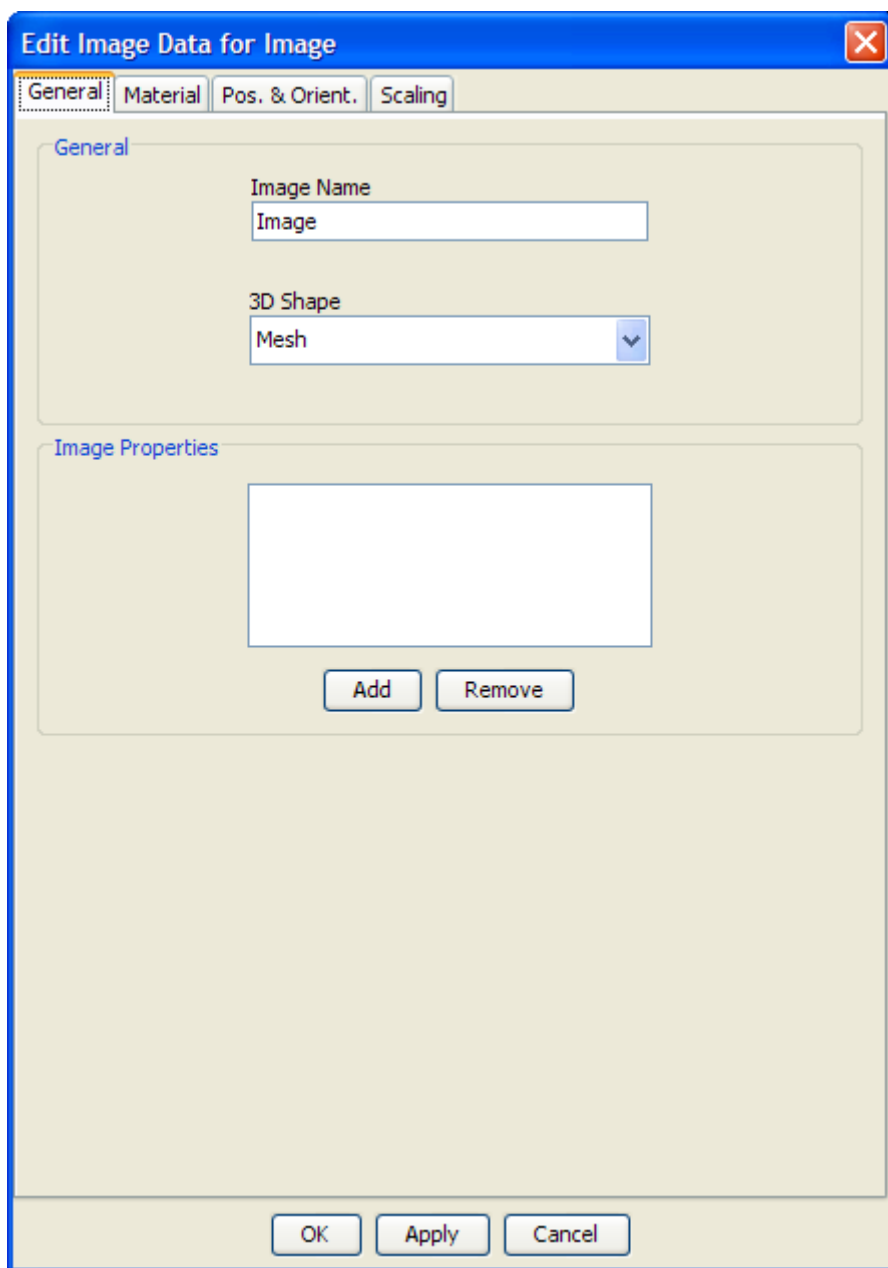 Edit Image Data for Image
General Material Pos. & Orient. Scaling
General
Image Name
Image
3D Shape
Mesh
Image Properties
Add Remove
OK Apply Cancel